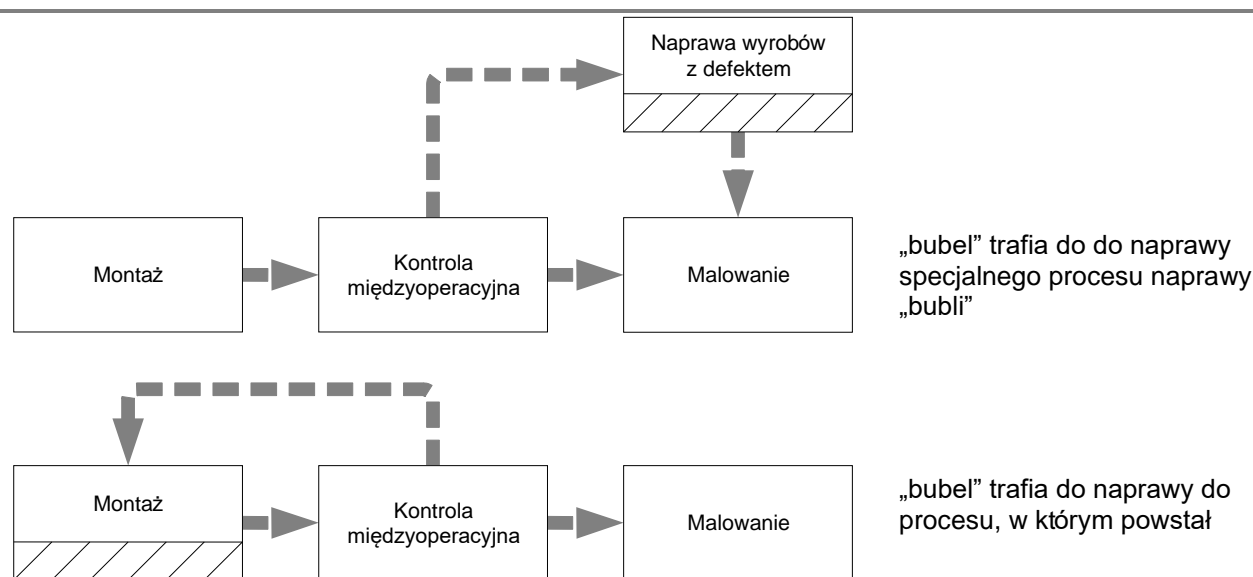 Naprawa wyrobów
z defektem
Montaż
Kontrola
międzyoperacyjna
Malowanie
„bubel” trafia do do naprawy
specjalnego procesu naprawy
„bubli”
Montaż
Kontrola
międzyoperacyjna
Malowanie
„bubel” trafia do naprawy do
procesu, w którym powstał